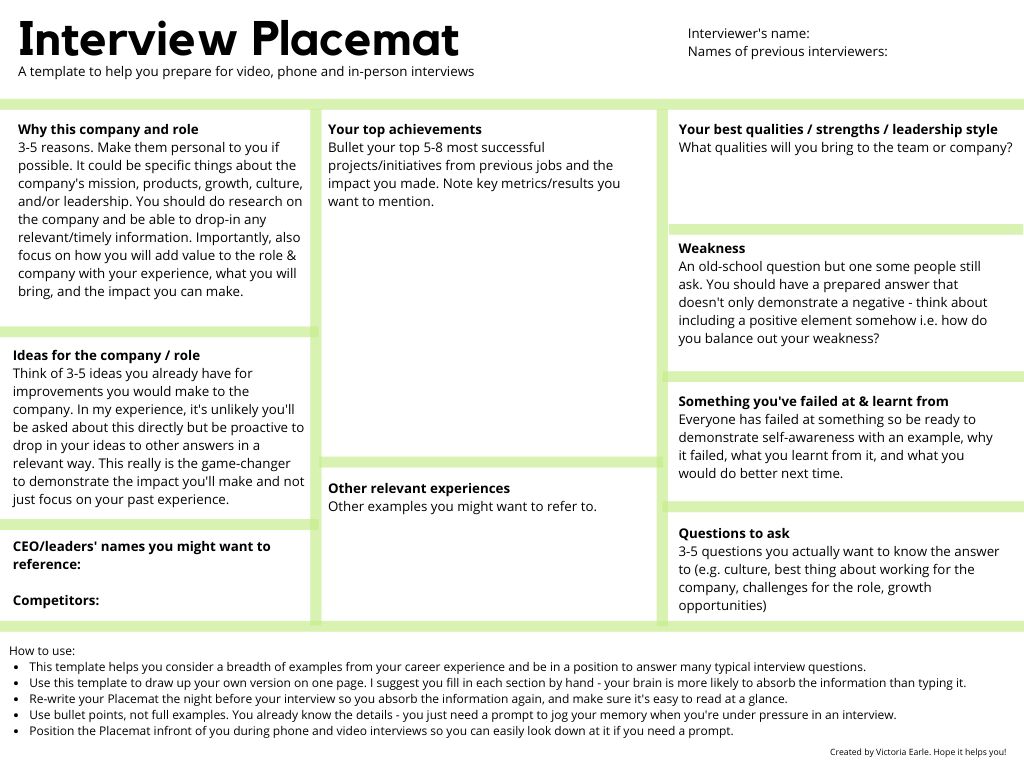 Interview Placemat
A template to help you prepare for video, phone and in-person interviews
Interviewer's name:
Names of previous interviewers:
Why this company and role
3-5 reasons. Make them personal to you if
possible. It could be specific things about the
company's mission, products, growth, culture,
and/or leadership. You should do research on
the company and be able to drop-in any
relevant/timely information. Importantly, also
focus on how you will add value to the role &
company with your experience, what you will
bring, and the impact you can make.
Ideas for the company / role
Think of 3-5 ideas you already have for
improvements you would make to the
company. In my experience, it's unlikely you'll
be asked about this directly but be proactive to
drop in your ideas to other answers in a
relevant way. This really is the game-changer
to demonstrate the impact you'll make and not
just focus on your past experience.
CEO/leaders' names you might want to
reference:
Competitors:
Your top achievements
Bullet your top 5-8 most successful
projects/initiatives from previous jobs and the
impact you made. Note key metrics/results you
want to mention.
Other relevant experiences
Other examples you might want to refer to.
Your best qualities / strengths / leadership style
What qualities will you bring to the team or company?
Weakness
An old-school question but one some people still
ask. You should have a prepared answer that
doesn't only demonstrate a negative - think about
including a positive element somehow i.e. how do
you balance out your weakness?
Something you've failed at & learnt from
Everyone has failed at something so be ready to
demonstrate self-awareness with an example, why
it failed, what you learnt from it, and what you
would do better next time.
Questions to ask
3-5 questions you actually want to know the answer
to (e.g. culture, best thing about working for the
company, challenges for the role, growth
opportunities)
How to use:
• This template helps you consider a breadth of examples from your career experience and be in a position to answer many typical interview questions.
• Use this template to draw up your own version on one page. I suggest you fill in each section by hand - your brain is more likely to absorb the information than typing it.
• Re-write your Placemat the night before your interview so you absorb the information again, and make sure it's easy to read at a glance.
• Use bullet points, not full examples. You already know the details - you just need a prompt to jog your memory when you're under pressure in an interview.
• Position the Placemat infront of you during phone and video interviews so you can easily look down at it if you need a prompt.
Created by Victoria Earle. Hope it helps you!